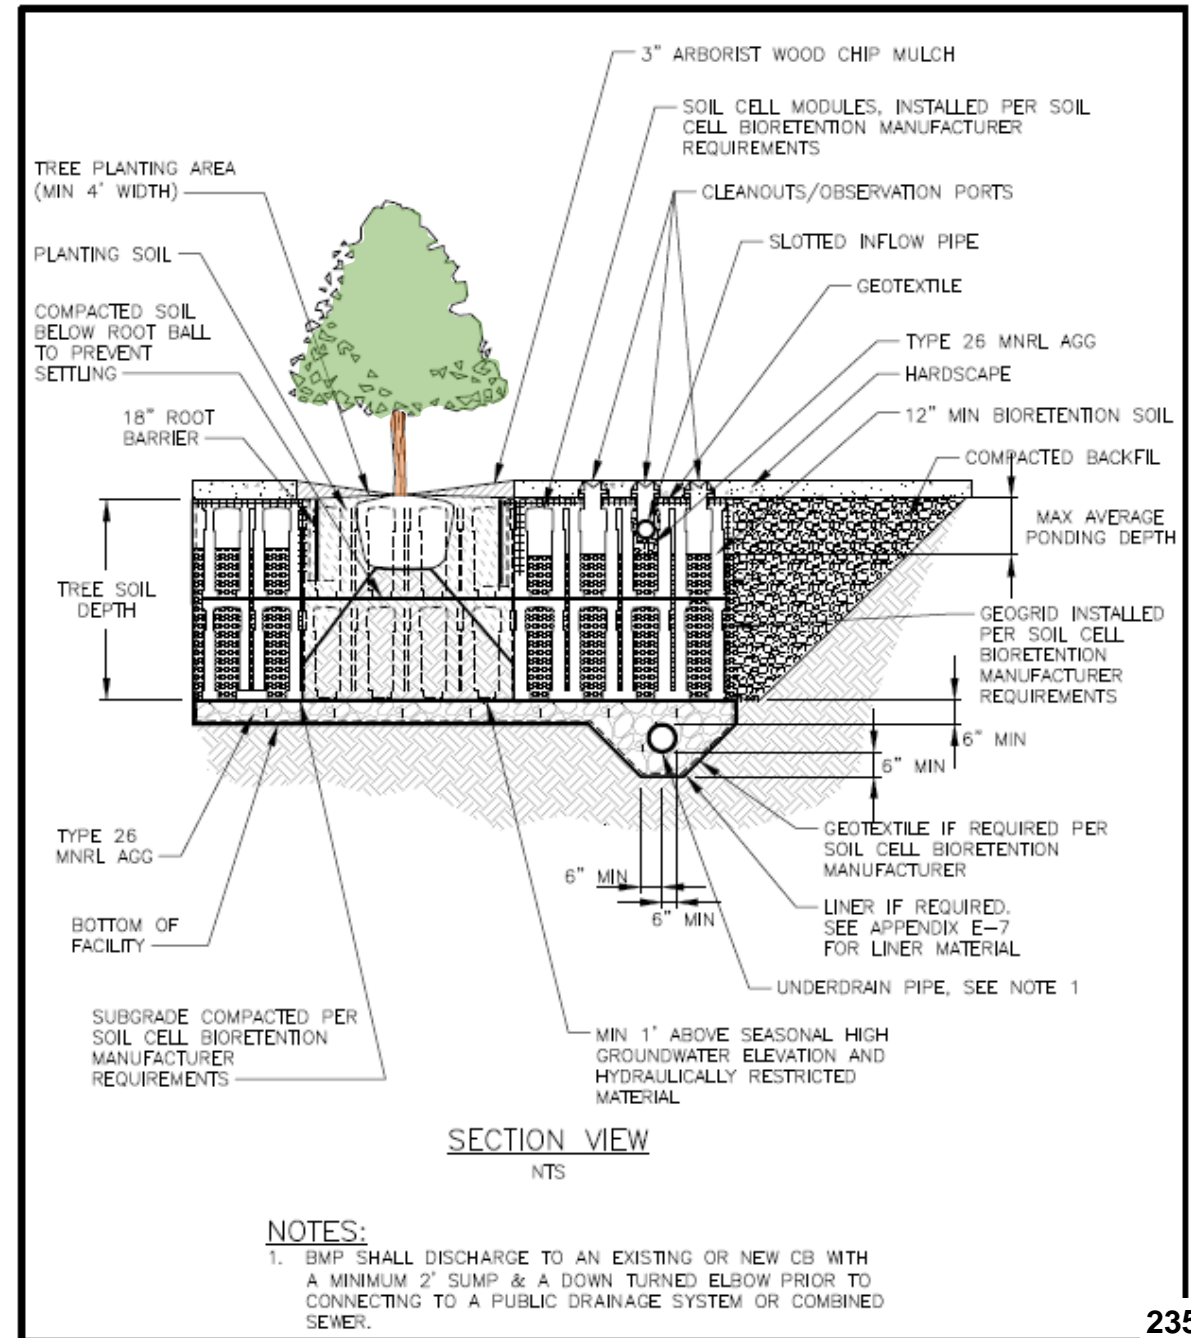 3" ARBORIST WOOD CHIP MULCH
SOIL CELL MODULES, INSTALLED PER SOIL
CELL BIORETENTION MANUFACTURER
REQUIREMENTS
CLEANOUTS/OBSERVATION PORTS
SLOTTED INFLOW PIPE
GEOTEXTILE
TYPE 26 MNRL AGG
HARDSCAPE
12" MIN BIORETENTION SOIL
COMPACTED BACKFIL
MAX AVERAGE
PONDING DEPTH
GEOGRID INSTALLED
PER SOIL CELL
BIORETENTION
MANUFACTURER
REQUIREMENTS
6" MIN
6" MIN
GEOTEXTILE IF REQUIRED PER
SOIL CELL BIORETENTION
MANUFACTURER
LINER IF REQUIRED.
SEE APPENDIX E-7
FOR LINER MATERIAL
UNDERDRAIN PIPE, SEE NOTE 1
MIN 1' ABOVE SEASONAL HIGH
GROUNDWATER ELEVATION AND
HYDRAULICALLY RESTRICTED
MATERIAL
6" MIN
6" MIN
TREE PLANTING AREA
(MIN 4' WIDTH)
PLANTING SOIL
COMPACTED SOIL
BELOW ROOT BALL
TO PREVENT
SETTLING
18" ROOT
BARRIER
TREE SOIL
DEPTH
TYPE 26
MNRL AGG
BOTTOM OF
FACILITY
SUBGRADE COMPACTED PER
SOIL CELL BIORETENTION
MANUFACTURER
REQUIREMENTS
SECTION VIEW
NTS
NOTES:
1. BMP SHALL DISCHARGE TO AN EXISTING OR NEW CB WITH
A MINIMUM 2' SUMP & A DOWN TURNED ELBOW PRIOR TO
CONNECTING TO A PUBLIC DRAINAGE SYSTEM OR COMBINED
SEWER.
235